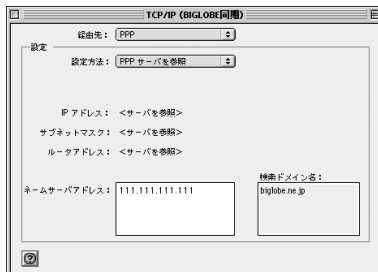 TCP/IP (BIGLOBE同期)
経由先： PPP
設定
設定方法： PPP サーバを参照
IP アドレス： <サーバを参照>
サブネットマスク： <サーバを参照>
ルータアドレス： <サーバを参照>
検索ドメイン名：
ネームサーバアドレス： 111.111.111.111
biglobe.ne.jp
?